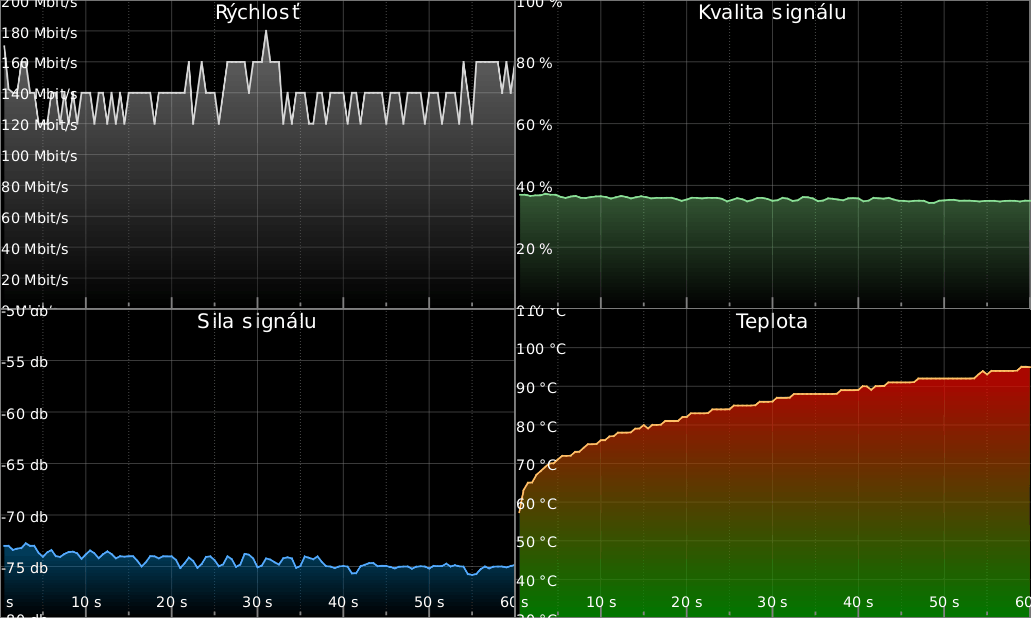 Rýchlosť
200 Mbit/s
180 Mbit/s
160 Mbit/s
140 Mbit/s
120 Mbit/s
100 Mbit/s
80 Mbit/s
60 Mbit/s
40 Mbit/s
20 Mbit/s
Kvalita signálu
100 %
80 %
60 %
40 %
20 %
Sila signálu
-50 db
-55 db
-60 db
-65 db
-70 db
-75 db
-80 db
s 10 s 20 s 30 s 40 s 50 s 60
Teplota
110 °C
100 °C
90 °C
80 °C
70 °C
60 °C
50 °C
40 °C
30 °C
s 10 s 20 s 30 s 40 s 50 s 60